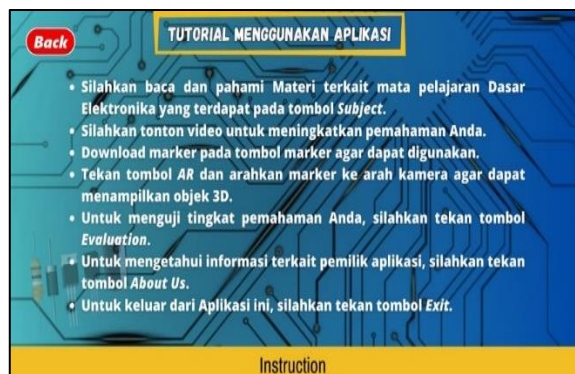 Back
TUTORIAL MENGGUNAKAN APLIKASI
• Silahkan baca dan pahami Materi terkait mata pelajaran Dasar
Elektronika yang terdapat pada tombol Subject.
• Silahkan tonton video untuk meningkatkan pemahaman Anda.
• Download marker pada tombol marker agar dapat digunakan.
• Tekan tombol AR dan arahkan marker ke arah kamera agar dapat
menampilkan objek 3D.
• Untuk menguji tingkat pemahaman Anda, silahkan tekan tombol
Evaluation.
• Untuk mengetahui informasi terkait pemilik aplikasi, silahkan tekan
tombol About Us.
• Untuk keluar dari Aplikasi ini, silahkan tekan tombol Exit.
Instruction